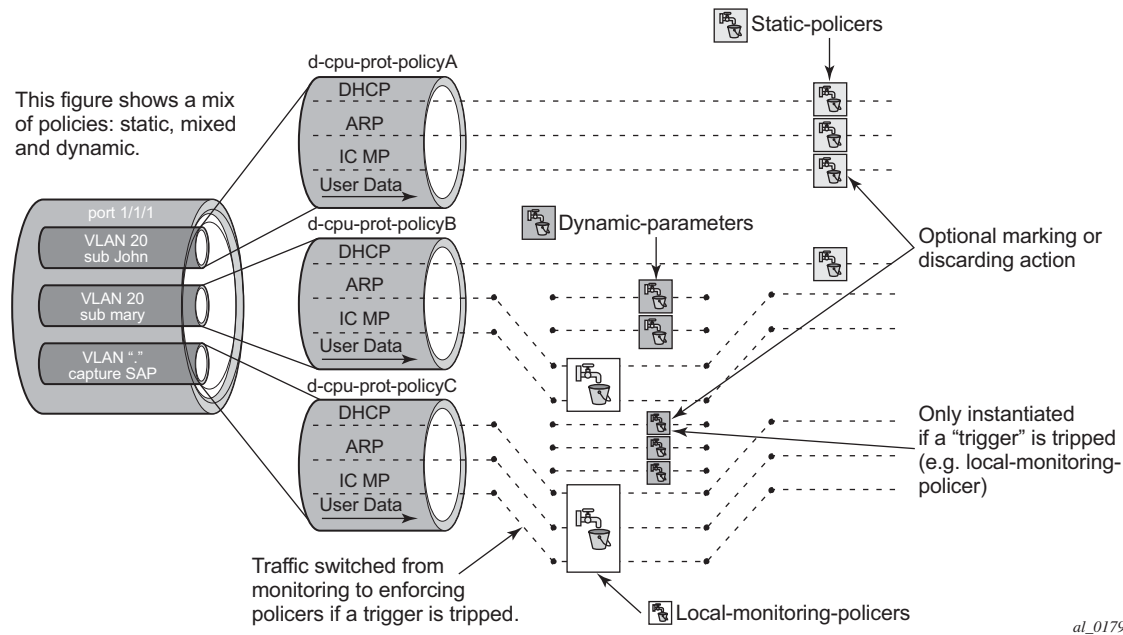 Static-policers
d-cpu-prot-policyA
DHCP
ARP
IC MP
User Data
This figure shows a mix
of policies: static, mixed
and dynamic.
port 1/1/1
VLAN 20
sub John
VLAN 20
sub mary
VLAN “.”
capture SAP
d-cpu-prot-policyB
DHCP
ARP
IC MP
User Data
Dynamic-parameters
Optional marking or
discarding action
d-cpu-prot-policyC
DHCP
ARP
IC MP
User Data
Only instantiated
if a “trigger” is tripped
(e.g. local-monitoring-
policer)
Traffic switched from
monitoring to enforcing
policers if a trigger is tripped.
Local-monitoring-policers
al_0179